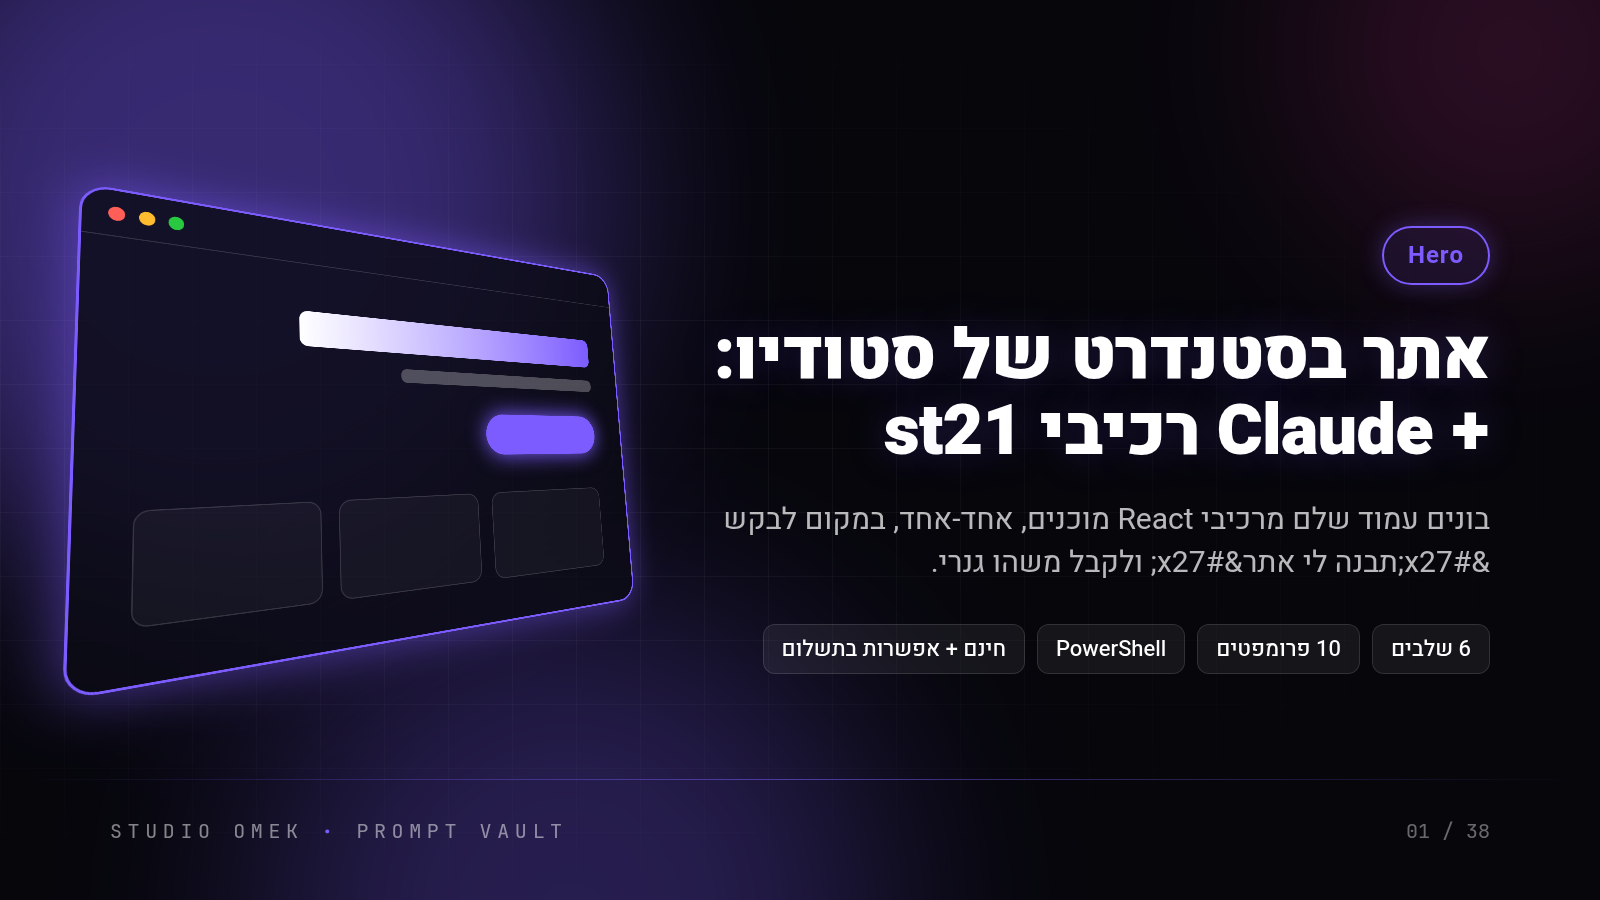 Hero
אתר בסטנדרט של סטודיו:
+ Claude רכיבי st21
בונים עמוד שלם מרכיבי React מוכנים, אחד-אחד, במקום לבקש
&#x27;תבנה לי אתר&#x27; ולקבל משהו גנרי.
6 שלבים
10 פרומפטים
PowerShell
חינם + אפשרות בתשלום
STUDIO OMEK · PROMPT VAULT
01 / 38